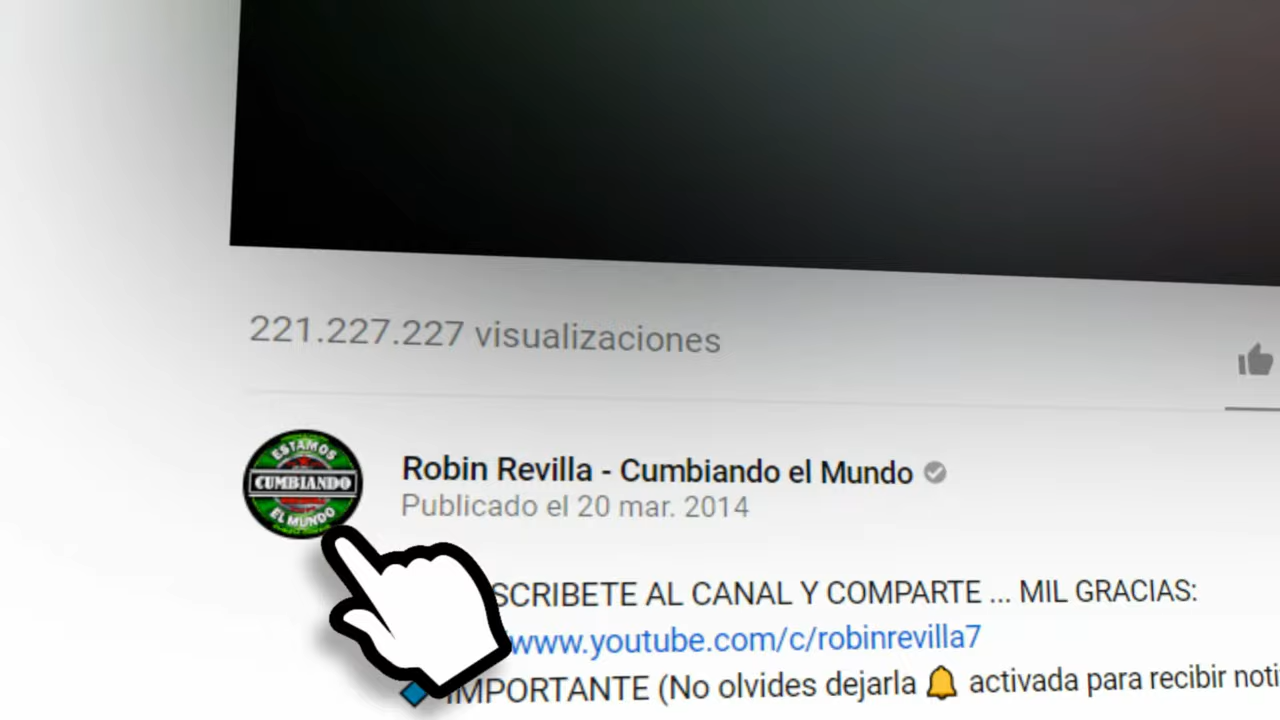 221.227.227 visualizaciones
ESTAMOS
CUMBIANDO
EL MUNDO
Robin Revilla - Cumbiando el Mundo
Publicado el 20 mar. 2014
SCRIBETE AL CANAL Y COMPARTE ... MIL GRACIAS:
www.youtube.com/c/robinrevilla7
IMPORTANTE (No olvides dejarla 🔔 activada para recibir noti